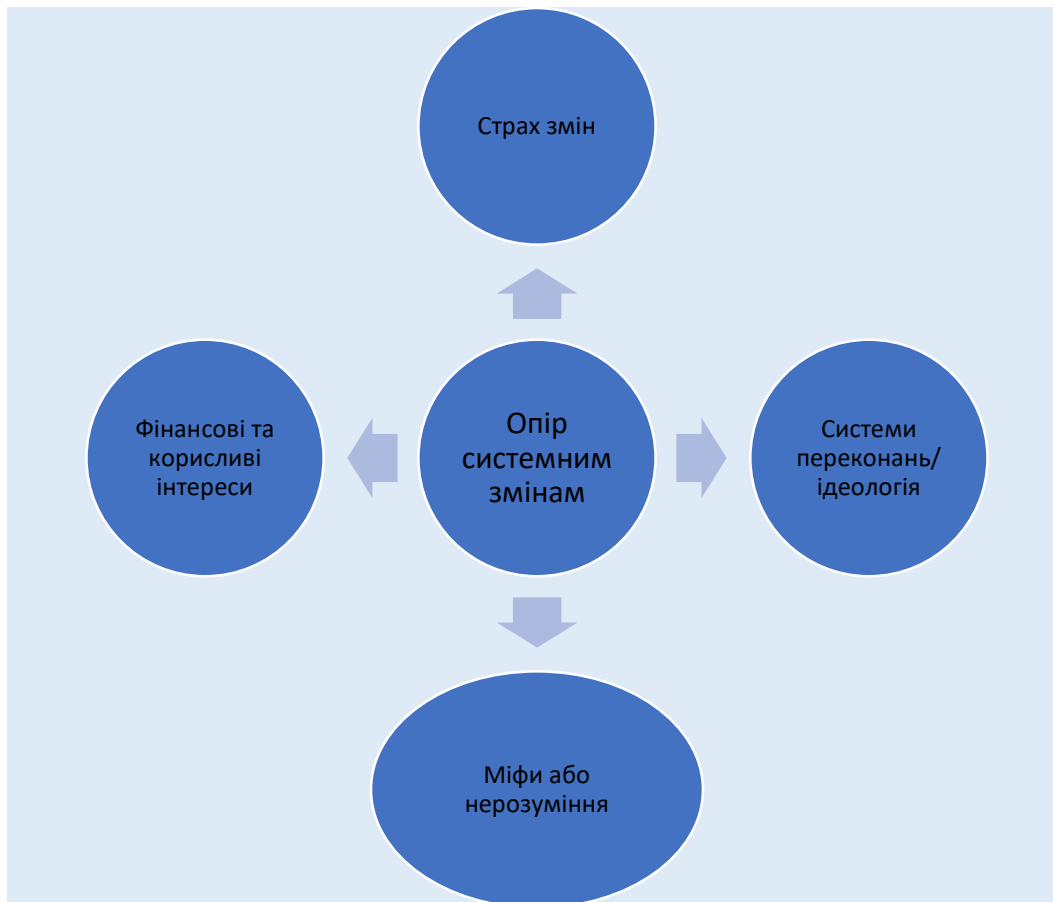 Страх змін
Фінансові та
корисливі
інтереси
Опір
системним
змінам
Системи
переконань/
ідеологія
Міфи або
нерозуміння